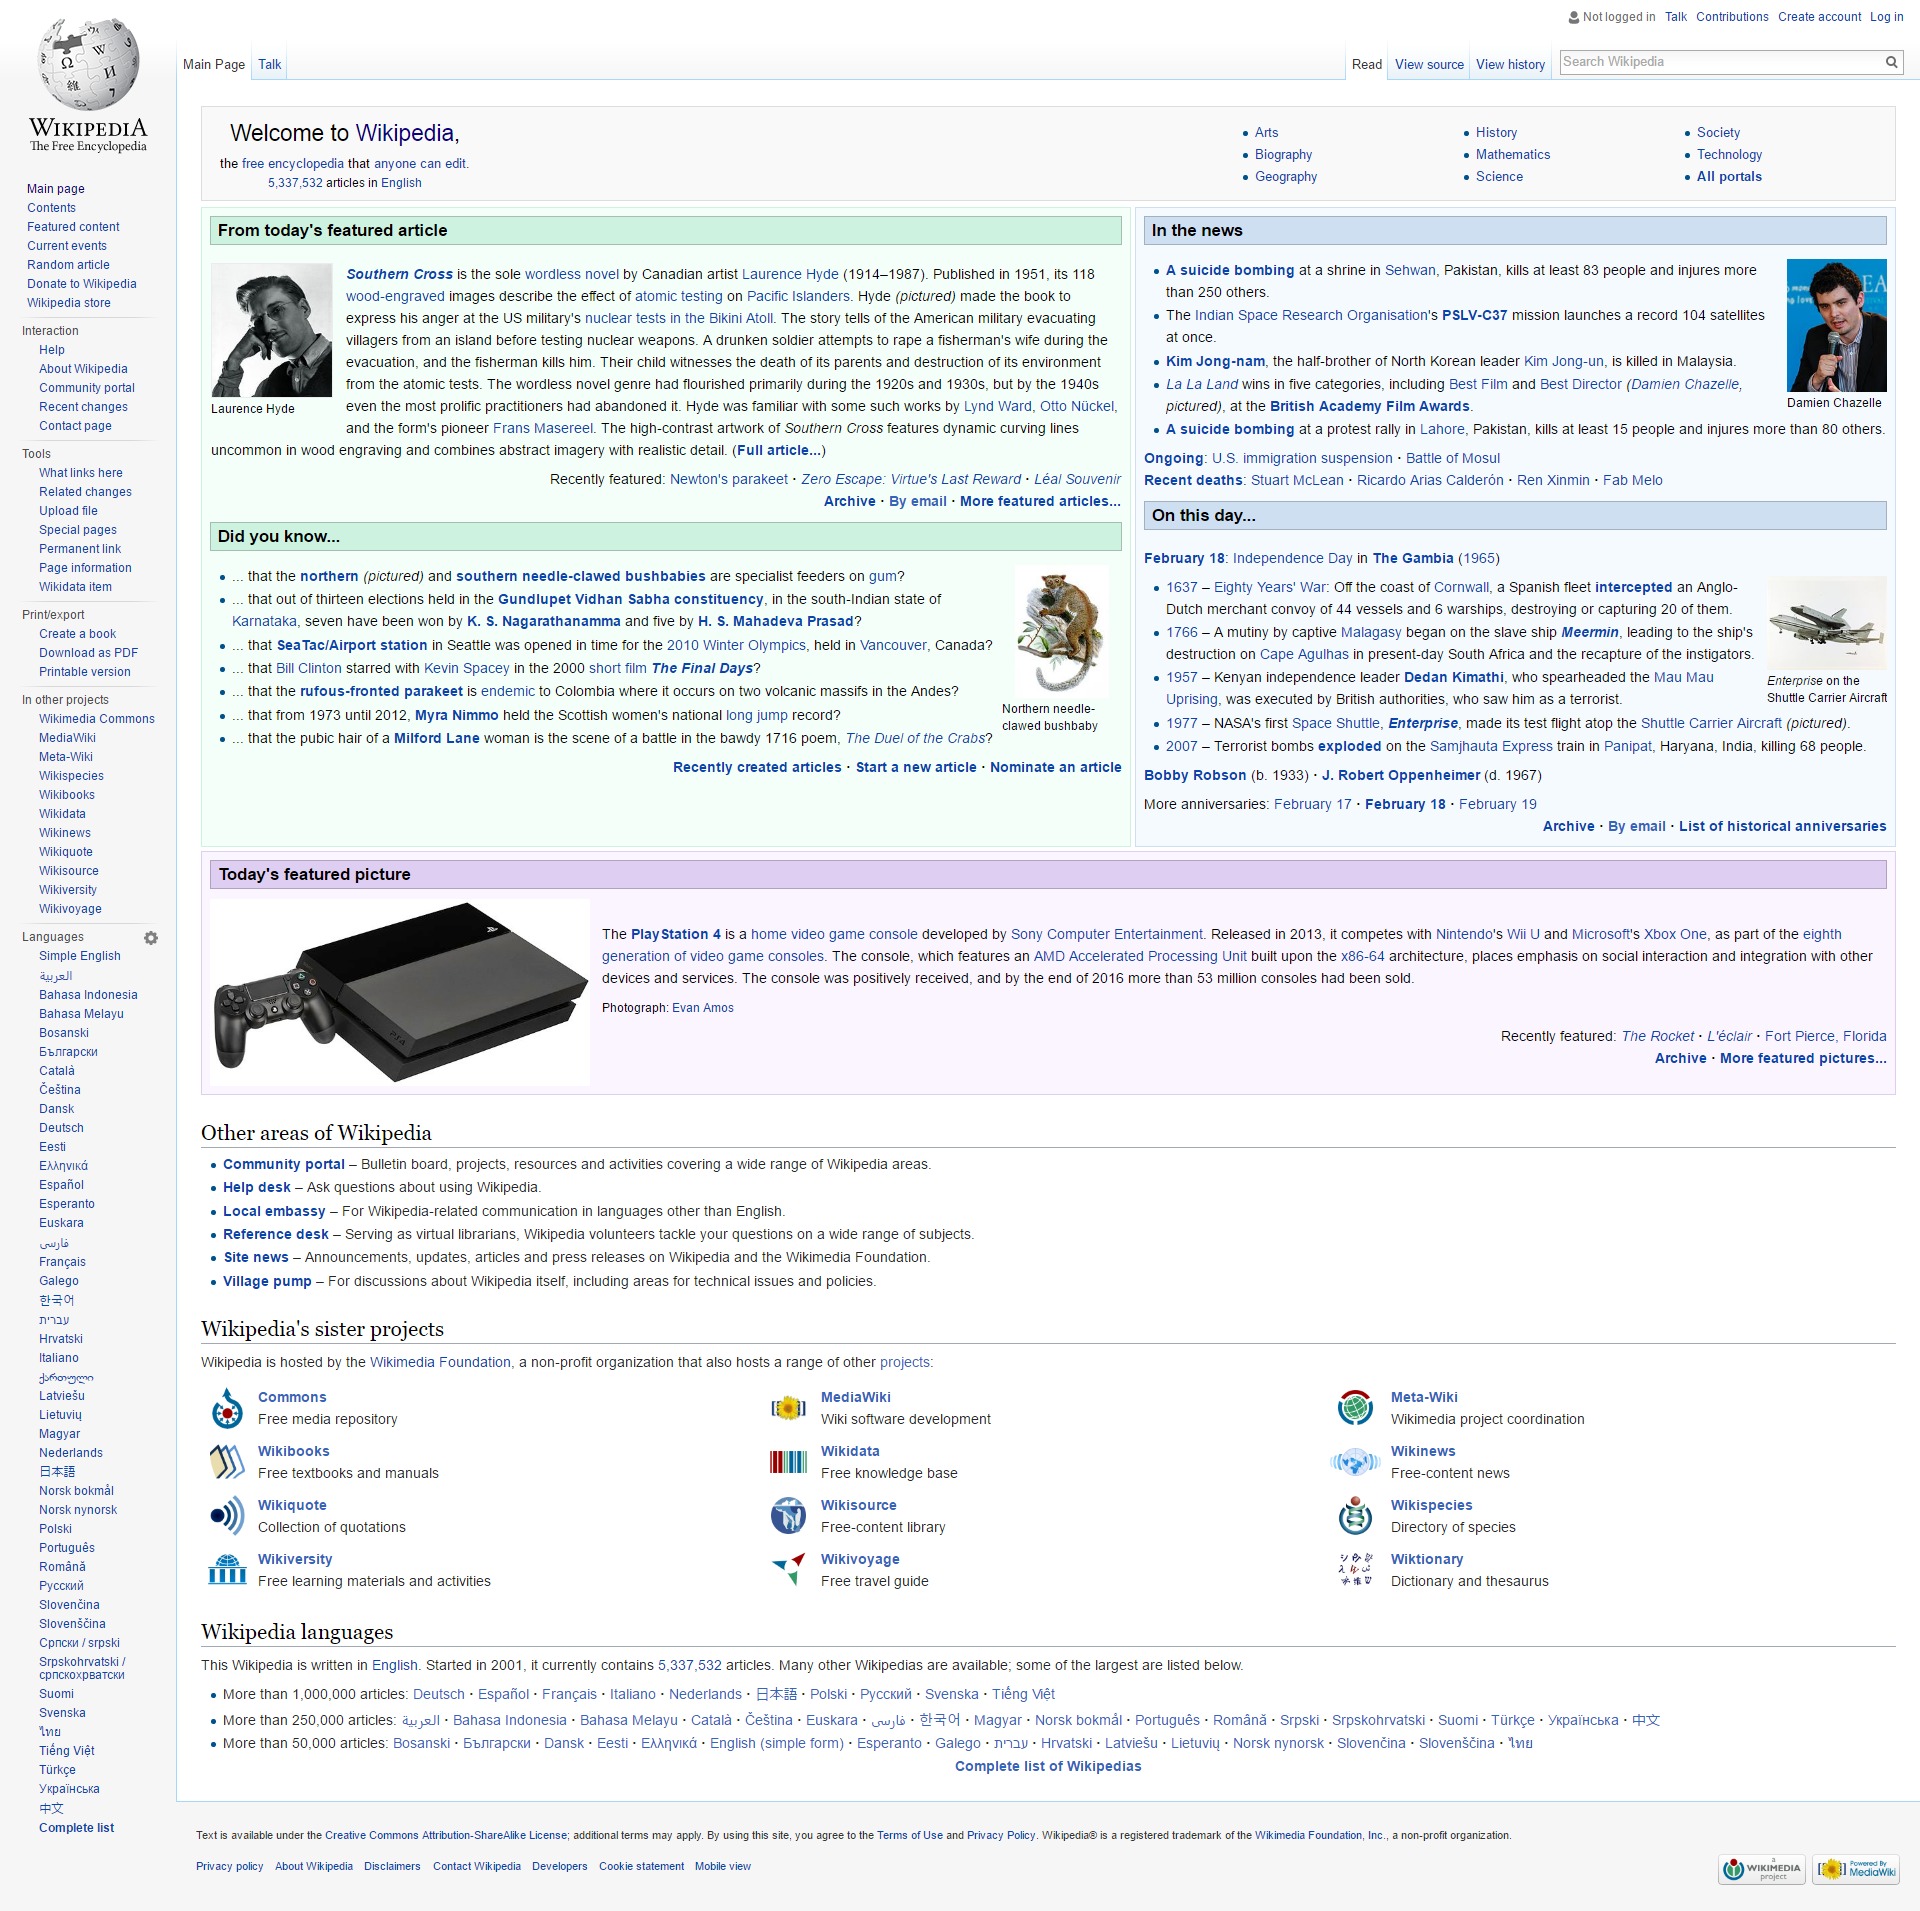 WIKIPEDIA
The Free Encyclopedia
Main page
Contents
Featured content
Current events
Random article
Donate to Wikipedia
Wikipedia store
Interaction
Help
About Wikipedia
Community portal
Recent changes
Contact page
Tools
What links here
Related changes
Upload file
Special pages
Permanent link
Page information
Wikidata item
Print/export
Create a book
Download as PDF
Printable version
In other projects
Wikimedia Commons
MediaWiki
Meta-Wiki
Wikispecies
Wikibooks
Wikidata
Wikinews
Wikiquote
Wikisource
Wikiversity
Wikivoyage
Languages
Simple English
العربية
Bahasa Indonesia
Bahasa Melayu
Bosanski
Български
Català
Čeština
Dansk
Deutsch
Eesti
Ελληνικά
Español
Esperanto
Euskara
فارسی
Français
Galego
한국어
עברית
Hrvatski
Italiano
ქართული
Latviešu
Lietuvių
Magyar
Nederlands
日本語
Norsk bokmål
Norsk nynorsk
Polski
Português
Română
Русский
Slovenčina
Slovenščina
Српски / srpski
Srpskohrvatski /
српскохрватски
Suomi
Svenska
ไทย
Tiếng Việt
Türkçe
Українська
中文
Complete list
Not logged in Talk Contributions Create account Log in
Main Page Talk Read View source View history Search Wikipedia
Welcome to Wikipedia,
the free encyclopedia that anyone can edit.
5,337,532 articles in English
Arts History Society
Biography Mathematics Technology
Geography Science All portals
From today's featured article
Laurence Hyde
Southern Cross is the sole wordless novel by Canadian artist Laurence Hyde (1914–1987). Published in 1951, its 118
wood-engraved images describe the effect of atomic testing on Pacific Islanders. Hyde (pictured) made the book to
express his anger at the US military's nuclear tests in the Bikini Atoll. The story tells of the American military evacuating
villagers from an island before testing nuclear weapons. A drunken soldier attempts to rape a fisherman's wife during the
evacuation, and the fisherman kills him. Their child witnesses the death of its parents and destruction of its environment
from the atomic tests. The wordless novel genre had flourished primarily during the 1920s and 1930s, but by the 1940s
even the most prolific practitioners had abandoned it. Hyde was familiar with some such works by Lynd Ward, Otto Nückel,
and the form's pioneer Frans Masereel. The high-contrast artwork of Southern Cross features dynamic curving lines
uncommon in wood engraving and combines abstract imagery with realistic detail. (Full article...)
Recently featured: Newton's parakeet · Zero Escape: Virtue's Last Reward · Léal Souvenir
Archive · By email · More featured articles...
Did you know...
... that the northern (pictured) and southern needle-clawed bushbabies are specialist feeders on gum?
... that out of thirteen elections held in the Gundlupet Vidhan Sabha constituency, in the south-Indian state of
Karnataka, seven have been won by K. S. Nagarathanamma and five by H. S. Mahadeva Prasad?
... that SeaTac/Airport station in Seattle was opened in time for the 2010 Winter Olympics, held in Vancouver, Canada?
... that Bill Clinton starred with Kevin Spacey in the 2000 short film The Final Days?
... that the rufous-fronted parakeet is endemic to Colombia where it occurs on two volcanic massifs in the Andes?
... that from 1973 until 2012, Myra Nimmo held the Scottish women's national long jump record?
... that the pubic hair of a Milford Lane woman is the scene of a battle in the bawdy 1716 poem, The Duel of the Crabs?
Northern needle-
clawed bushbaby
Recently created articles · Start a new article · Nominate an article
In the news
A suicide bombing at a shrine in Sehwan, Pakistan, kills at least 83 people and injures more
than 250 others.
The Indian Space Research Organisation's PSLV-C37 mission launches a record 104 satellites
at once.
Kim Jong-nam, the half-brother of North Korean leader Kim Jong-un, is killed in Malaysia.
La La Land wins in five categories, including Best Film and Best Director (Damien Chazelle,
pictured), at the British Academy Film Awards.
A suicide bombing at a protest rally in Lahore, Pakistan, kills at least 15 people and injures more than 80 others.
Damien Chazelle
Ongoing: U.S. immigration suspension · Battle of Mosul
Recent deaths: Stuart McLean · Ricardo Arias Calderón · Ren Xinmin · Fab Melo
On this day...
February 18: Independence Day in The Gambia (1965)
1637 – Eighty Years' War: Off the coast of Cornwall, a Spanish fleet intercepted an Anglo-
Dutch merchant convoy of 44 vessels and 6 warships, destroying or capturing 20 of them.
1766 – A mutiny by captive Malagasy began on the slave ship Meermin, leading to the ship's
destruction on Cape Agulhas in present-day South Africa and the recapture of the instigators.
1957 – Kenyan independence leader Dedan Kimathi, who spearheaded the Mau Mau
Uprising, was executed by British authorities, who saw him as a terrorist.
1977 – NASA's first Space Shuttle, Enterprise, made its test flight atop the Shuttle Carrier Aircraft (pictured).
2007 – Terrorist bombs exploded on the Samjhauta Express train in Panipat, Haryana, India, killing 68 people.
Enterprise on the
Shuttle Carrier Aircraft
Bobby Robson (b. 1933) · J. Robert Oppenheimer (d. 1967)
More anniversaries: February 17 · February 18 · February 19
Archive · By email · List of historical anniversaries
Today's featured picture
The PlayStation 4 is a home video game console developed by Sony Computer Entertainment. Released in 2013, it competes with Nintendo's Wii U and Microsoft's Xbox One, as part of the eighth
generation of video game consoles. The console, which features an AMD Accelerated Processing Unit built upon the x86-64 architecture, places emphasis on social interaction and integration with other
devices and services. The console was positively received, and by the end of 2016 more than 53 million consoles had been sold.
Photograph: Evan Amos
Recently featured: The Rocket · L'éclair · Fort Pierce, Florida
Archive · More featured pictures...
Other areas of Wikipedia
Community portal – Bulletin board, projects, resources and activities covering a wide range of Wikipedia areas.
Help desk – Ask questions about using Wikipedia.
Local embassy – For Wikipedia-related communication in languages other than English.
Reference desk – Serving as virtual librarians, Wikipedia volunteers tackle your questions on a wide range of subjects.
Site news – Announcements, updates, articles and press releases on Wikipedia and the Wikimedia Foundation.
Village pump – For discussions about Wikipedia itself, including areas for technical issues and policies.
Wikipedia's sister projects
Wikipedia is hosted by the Wikimedia Foundation, a non-profit organization that also hosts a range of other projects:
Commons
Free media repository
MediaWiki
Wiki software development
Meta-Wiki
Wikimedia project coordination
Wikibooks
Free textbooks and manuals
Wikidata
Free knowledge base
Wikinews
Free-content news
Wikiquote
Collection of quotations
Wikisource
Free-content library
Wikispecies
Directory of species
Wikiversity
Free learning materials and activities
Wikivoyage
Free travel guide
Wiktionary
Dictionary and thesaurus
Wikipedia languages
This Wikipedia is written in English. Started in 2001, it currently contains 5,337,532 articles. Many other Wikipedias are available; some of the largest are listed below.
More than 1,000,000 articles: Deutsch · Español · Français · Italiano · Nederlands · 日本語 · Polski · Русский · Svenska · Tiếng Việt
More than 250,000 articles: العربية · Bahasa Indonesia · Bahasa Melayu · Català · Čeština · Euskara · فارسی · 한국어 · Magyar · Norsk bokmål · Português · Română · Srpski · Srpskohrvatski · Suomi · Türkçe · Українська · 中文
More than 50,000 articles: Bosanski · Български · Dansk · Eesti · Ελληνικά · English (simple form) · Esperanto · Galego · עברית · Hrvatski · Latviešu · Lietuvių · Norsk nynorsk · Slovenčina · Slovenščina · ไทย
Complete list of Wikipedias
Text is available under the Creative Commons Attribution-ShareAlike License; additional terms may apply. By using this site, you agree to the Terms of Use and Privacy Policy. Wikipedia® is a registered trademark of the Wikimedia Foundation, Inc., a non-profit organization.
Privacy policy About Wikipedia Disclaimers Contact Wikipedia Developers Cookie statement Mobile view
a WIKIMEDIA project
Powered By MediaWiki